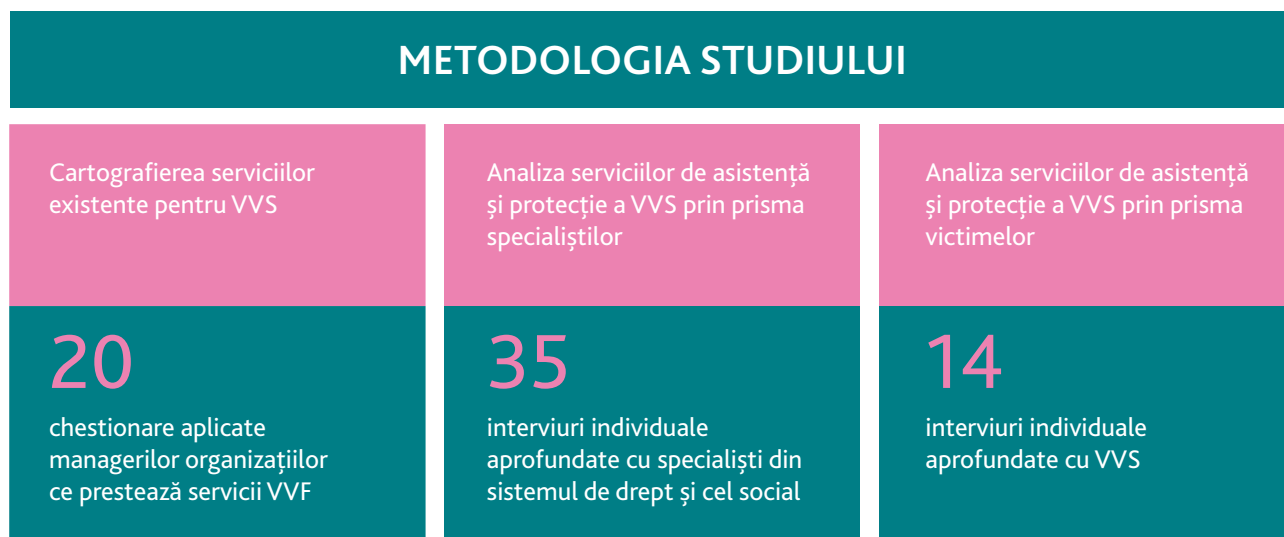 METODOLOGIA STUDIULUI
Cartografierea serviciilor
existente pentru VVS
20
chestionare aplicate
managerilor organizațiilor
ce prestează servicii VVF
Analiza serviciilor de asistență
și protecție a VVS prin prisma
specialiștilor
35
interviuri individuale
aprofundate cu specialiști din
sistemul de drept și cel social
Analiza serviciilor de asistență
și protecție a VVS prin prisma
victimelor
14
interviuri individuale
aprofundate cu VVS